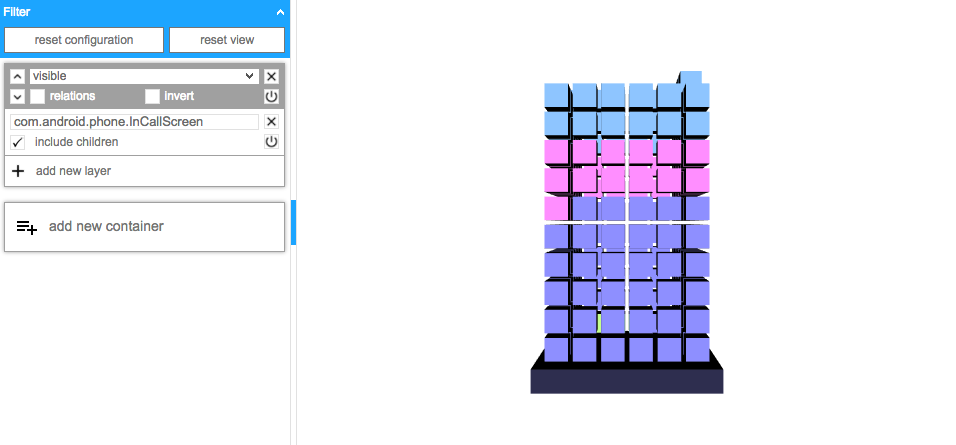 Filter
reset configuration
reset view
visible
relations
invert
com.android.phone.InCallScreen
include children
add new layer
add new container